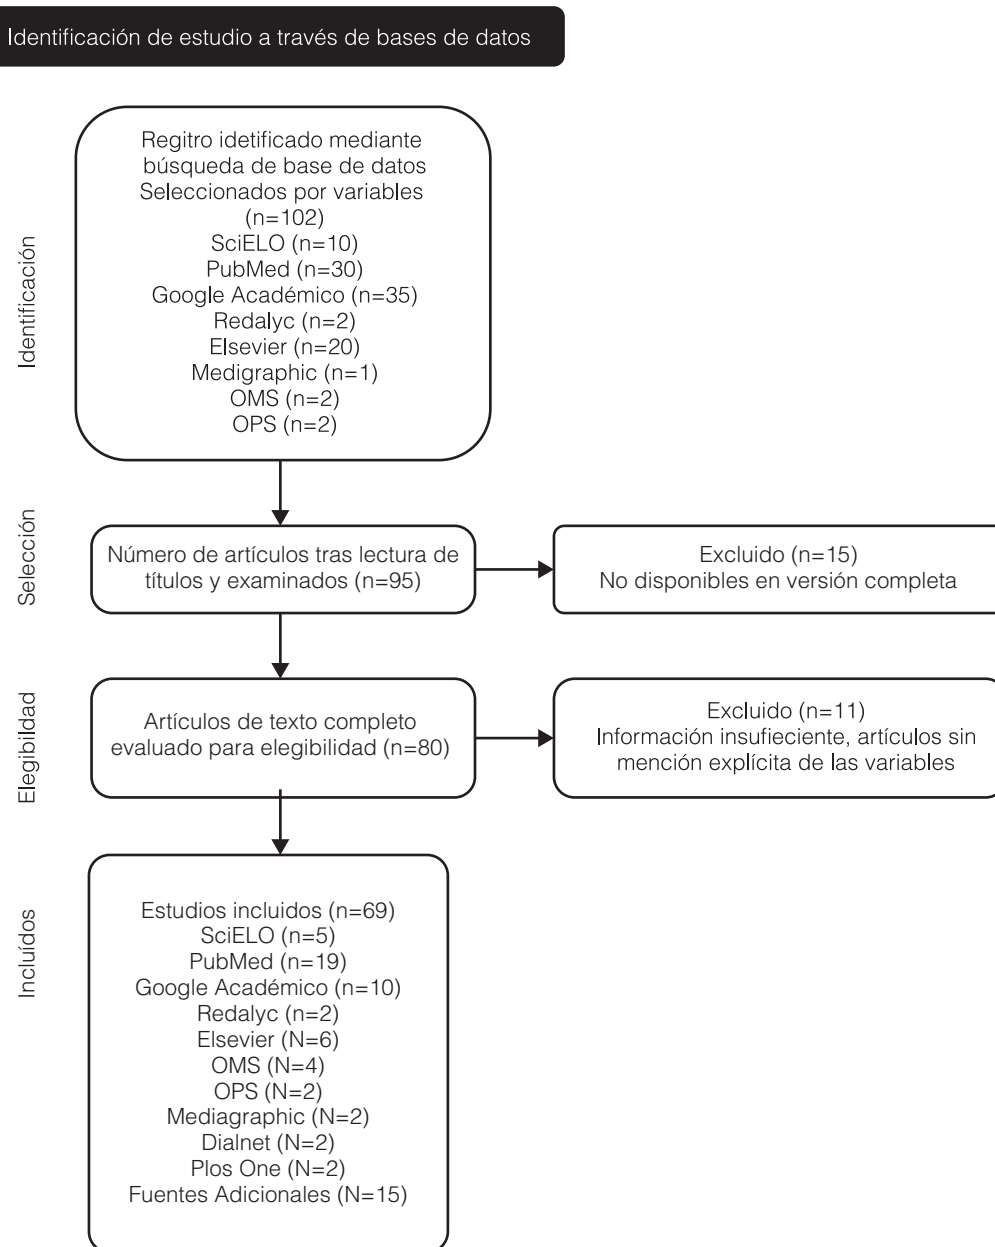 Identificación de estudio a través de bases de datos
Identificación
Regitro idetificado mediante
búsqueda de base de datos
Seleccionados por variables
(n=102)
SciELO (n=10)
PubMed (n=30)
Google Académico (n=35)
Redalyc (n=2)
Elsevier (n=20)
Medigraphic (n=1)
OMS (n=2)
OPS (n=2)
Selección
Número de artículos tras lectura de
títulos y examinados (n=95)
Excluido (n=15)
No disponibles en versión completa
Elegibildad
Artículos de texto completo
evaluado para elegibilidad (n=80)
Excluido (n=11)
Información insufieciente, artículos sin
mención explícita de las variables
Incluídos
Estudios incluidos (n=69)
SciELO (n=5)
PubMed (n=19)
Google Académico (n=10)
Redalyc (n=2)
Elsevier (N=6)
OMS (N=4)
OPS (N=2)
Mediagraphic (N=2)
Dialnet (N=2)
Plos One (N=2)
Fuentes Adicionales (N=15)